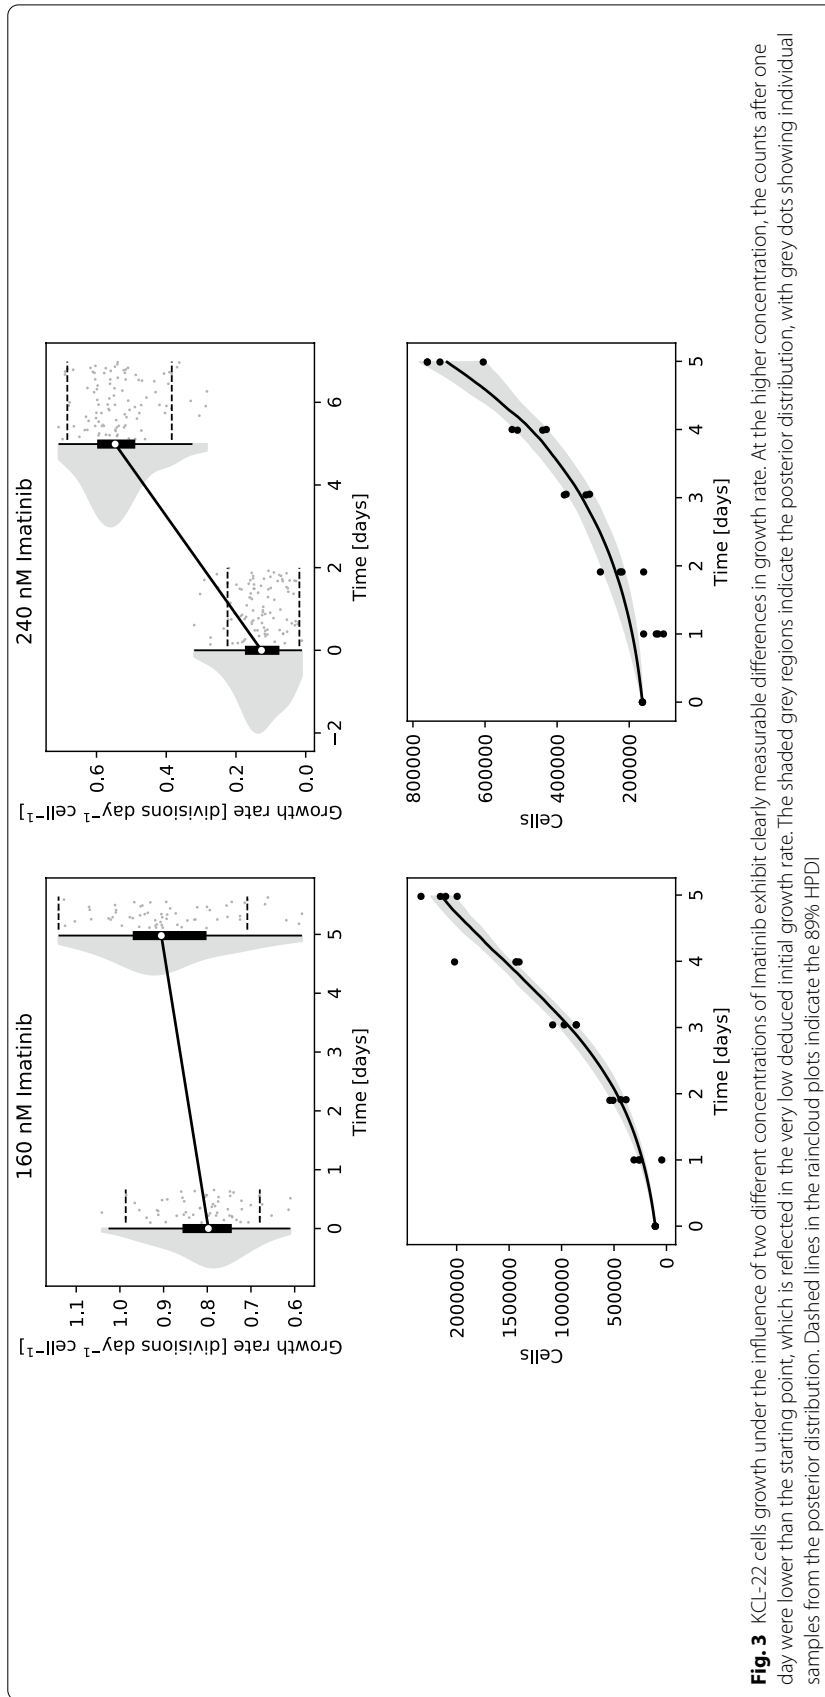 160 nM Imatinib
Growth rate [divisions day⁻¹ cell⁻¹]
1.1
1.0
0.9
0.8
0.7
0.6
0 1 2 3 4 5
Time [days]
240 nM Imatinib
Growth rate [divisions day⁻¹ cell⁻¹]
0.6
0.4
0.2
0.0
−2 0 2 4 6
Time [days]
Cells
2000000
1500000
1000000
500000
0
0 1 2 3 4 5
Time [days]
Cells
800000
600000
400000
200000
0 1 2 3 4 5
Time [days]
Fig. 3 KCL-22 cells growth under the influence of two different concentrations of Imatinib exhibit clearly measurable differences in growth rate. At the higher concentration, the counts after one
day were lower than the starting point, which is reflected in the very low deduced initial growth rate. The shaded grey regions indicate the posterior distribution, with grey dots showing individual
samples from the posterior distribution. Dashed lines in the raincloud plots indicate the 89% HPDI